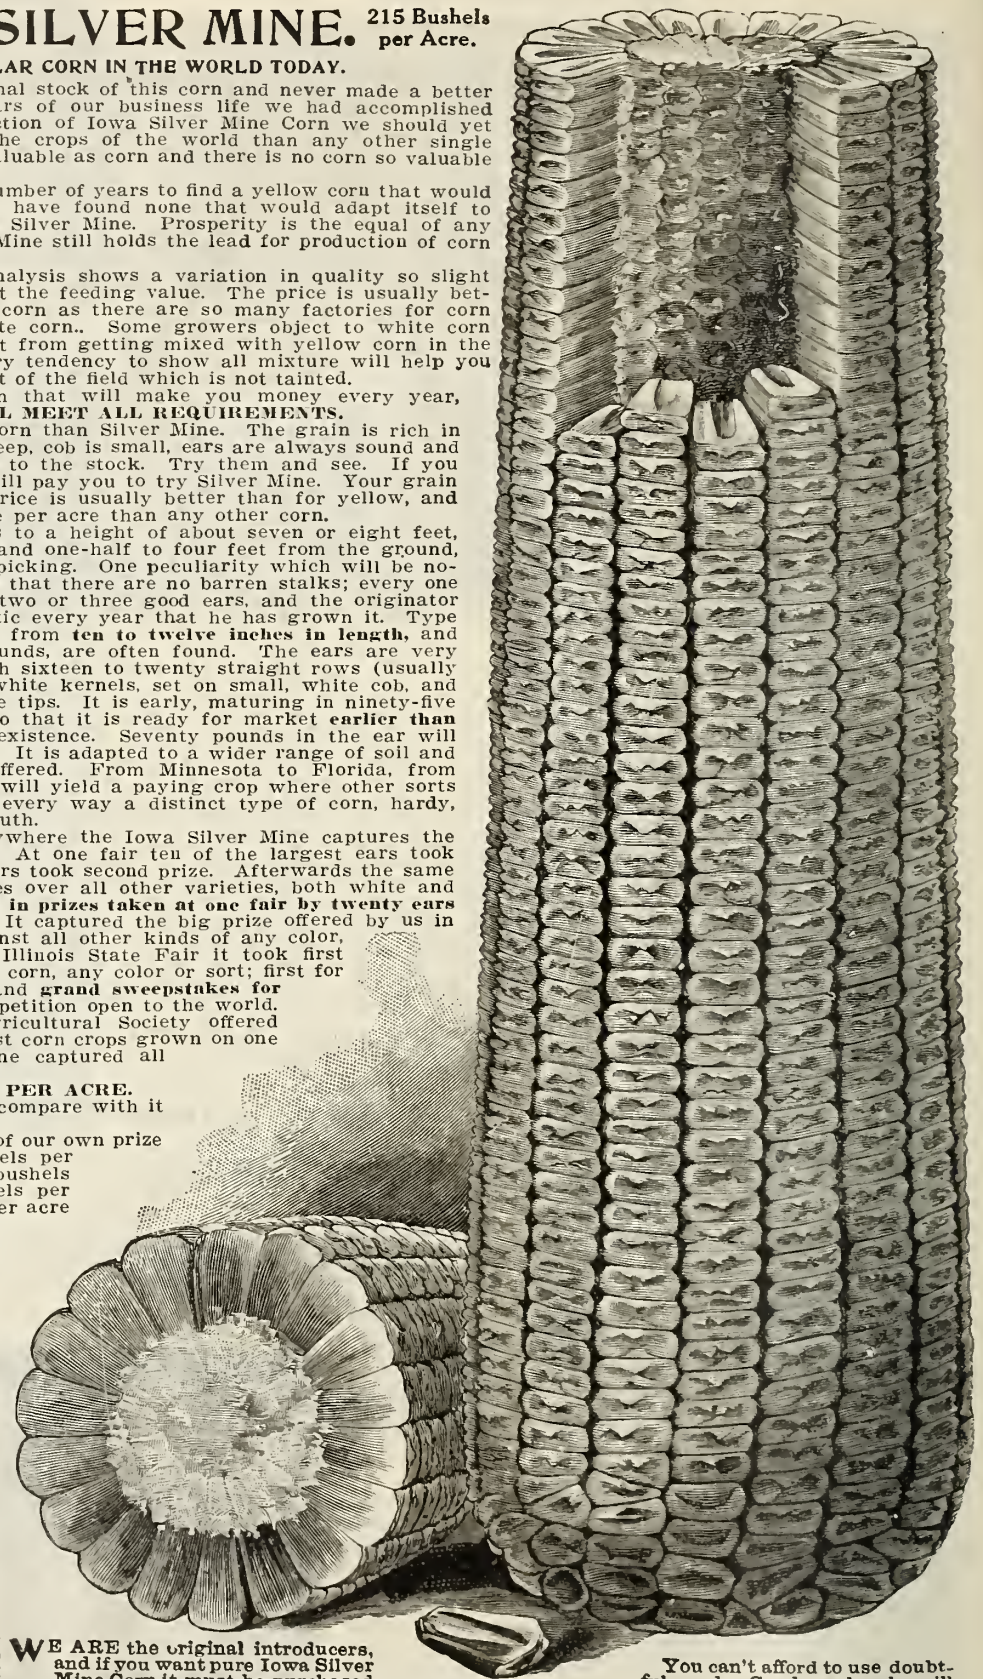 SILVER MINE. 215 Bushels
per Acre.
LAR CORN IN THE WORLD TODAY.
nal stock of this corn and never made a better
rs of our business life we had accomplished
ction of Iowa Silver Mine Corn we should yet
he crops of the world than any other single
aluable as corn and there is no corn so valuable
umber of years to find a yellow corn that would
have found none that would adapt itself to
Silver Mine. Prosperity is the equal of any
Mine still holds the lead for production of corn
nalysis shows a variation in quality so slight
t the feeding value. The price is usually bet-
corn as there are so many factories for corn
te corn.. Some growers object to white corn
t from getting mixed with yellow corn in the
ry tendency to show all mixture will help you
t of the field which is not tainted.
n that will make you money every year,
L MEET ALL REQUIREMENTS.
orn than Silver Mine. The grain is rich in
eep, cob is small, ears are always sound and
to the stock. Try them and see. If you
ill pay you to try Silver Mine. Your grain
rice is usually better than for yellow, and
e per acre than any other corn.
s to a height of about seven or eight feet,
and one-half to four feet from the ground,
picking. One peculiarity which will be no-
that there are no barren stalks; every one
two or three good ears, and the originator
tic every year that he has grown it. Type
from ten to twelve inches in length, and
unds, are often found. The ears are very
h sixteen to twenty straight rows (usually
white kernels, set on small, white cob, and
e tips. It is early, maturing in ninety-five
o that it is ready for market earlier than
existence. Seventy pounds in the ear will
It is adapted to a wider range of soil and
ffered. From Minnesota to Florida, from
will yield a paying crop where other sorts
every way a distinct type of corn, hardy,
uth.
ywhere the Iowa Silver Mine captures the
At one fair ten of the largest ears took
rs took second prize. Afterwards the same
es over all other varieties, both white and
in prizes taken at one fair by twenty ears
It captured the big prize offered by us in
nst all other kinds of any color,
Illinois State Fair it took first
corn, any color or sort; first for
nd grand sweepstakes for
petition open to the world.
ricultural Society offered
st corn crops grown on one
ne captured all
PER ACRE.
compare with it
of our own prize
els per
bushels
els per
er acre
WE ARE the original introducers,
and if you want pure Iowa Silver
You can't afford to use doubt-